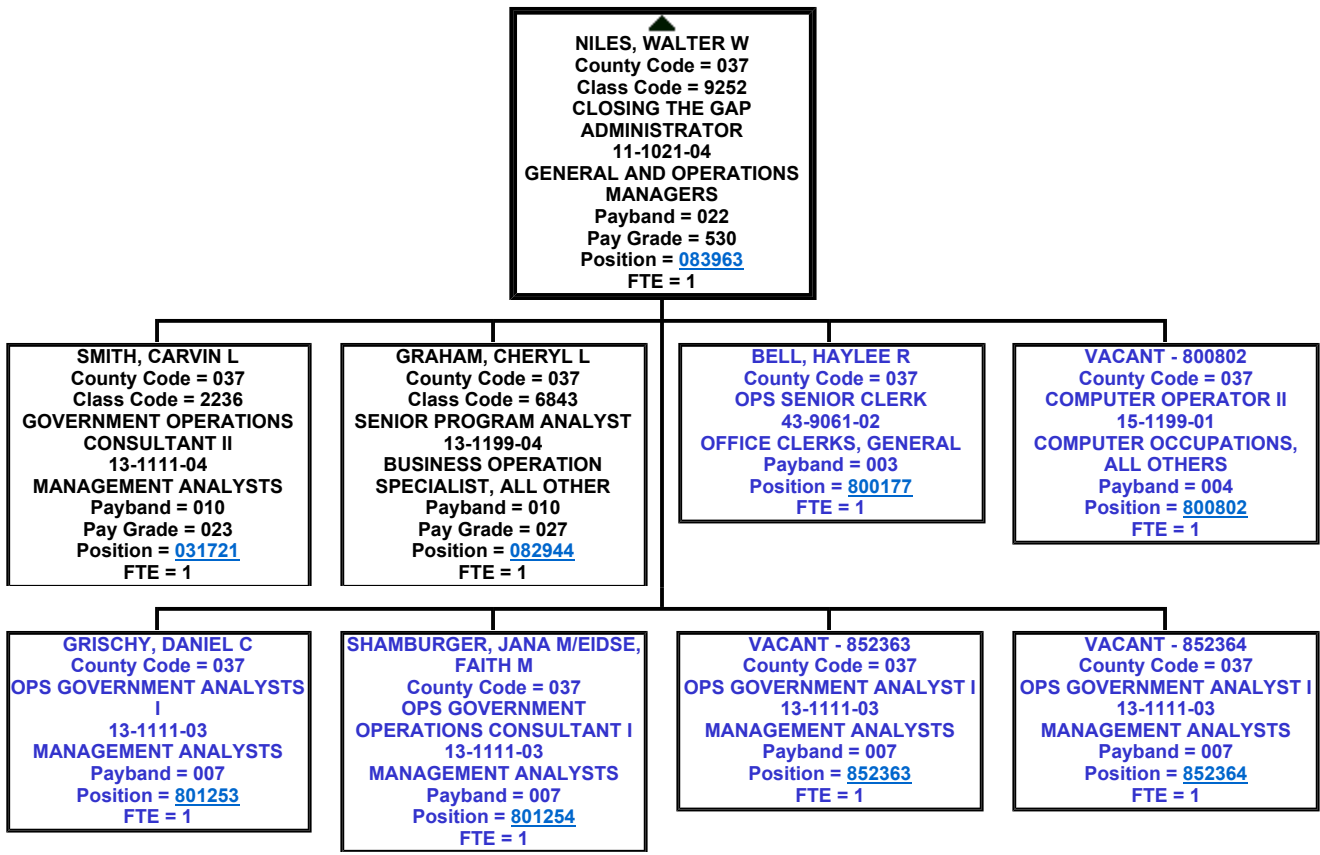 NILES, WALTER W
County Code = 037
Class Code = 9252
CLOSING THE GAP
ADMINISTRATOR
11-1021-04
GENERAL AND OPERATIONS
MANAGERS
Payband = 022
Pay Grade = 530
Position = 083963
FTE = 1
SMITH, CARVIN L
County Code = 037
Class Code = 2236
GOVERNMENT OPERATIONS
CONSULTANT II
13-1111-04
MANAGEMENT ANALYSTS
Payband = 010
Pay Grade = 023
Position = 031721
FTE = 1
GRAHAM, CHERYL L
County Code = 037
Class Code = 6843
SENIOR PROGRAM ANALYST
13-1199-04
BUSINESS OPERATION
SPECIALIST, ALL OTHER
Payband = 010
Pay Grade = 027
Position = 082944
FTE = 1
BELL, HAYLEE R
County Code = 037
OPS SENIOR CLERK
43-9061-02
OFFICE CLERKS, GENERAL
Payband = 003
Position = 800177
FTE = 1
VACANT - 800802
County Code = 037
COMPUTER OPERATOR II
15-1199-01
COMPUTER OCCUPATIONS,
ALL OTHERS
Payband = 004
Position = 800802
FTE = 1
GRISCHY, DANIEL C
County Code = 037
OPS GOVERNMENT ANALYSTS
I
13-1111-03
MANAGEMENT ANALYSTS
Payband = 007
Position = 801253
FTE = 1
SHAMBURGER, JANA M/EIDSE,
FAITH M
County Code = 037
OPS GOVERNMENT
OPERATIONS CONSULTANT I
13-1111-03
MANAGEMENT ANALYSTS
Payband = 007
Position = 801254
FTE = 1
VACANT - 852363
County Code = 037
OPS GOVERNMENT ANALYST I
13-1111-03
MANAGEMENT ANALYSTS
Payband = 007
Position = 852363
FTE = 1
VACANT - 852364
County Code = 037
OPS GOVERNMENT ANALYST I
13-1111-03
MANAGEMENT ANALYSTS
Payband = 007
Position = 852364
FTE = 1